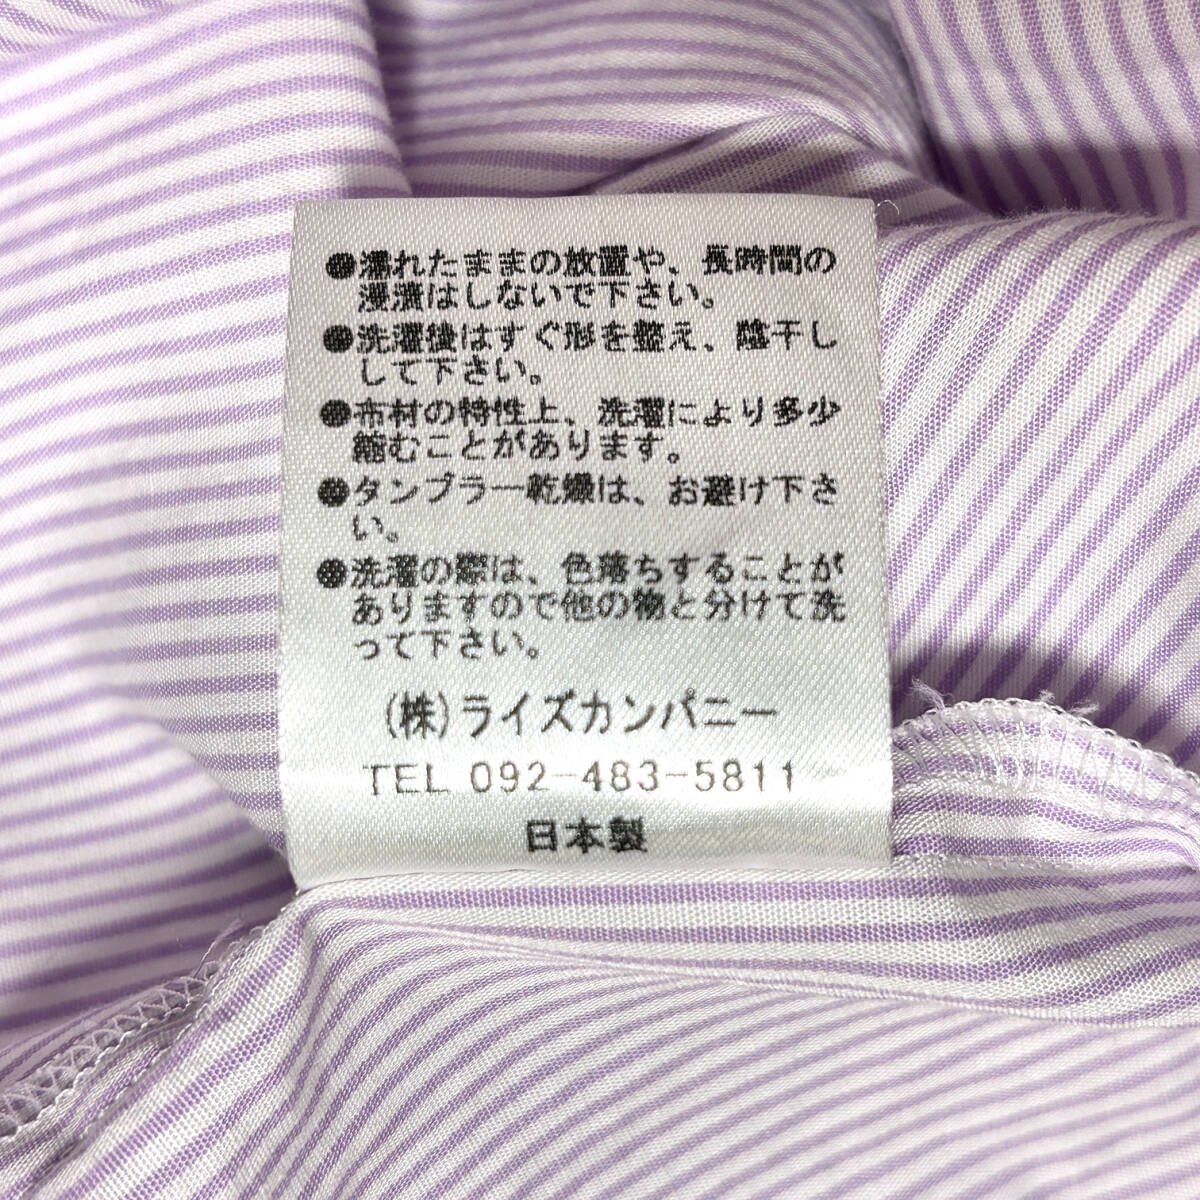 ●濡れたままの放置や、長時間の
浸漬はしないで下さい。
●洗濯後はすぐ形を整え、陰干し
して下さい。
●布材の特性上、洗濯により多少
縮むことがあります。
●タンブラー乾燥は、お避け下さ
い。
●洗濯の際は、色落ちすることが
ありますので他の物と分けて洗
って下さい。
(株)ライズカンパニー
TEL 092-483-5811
日本製